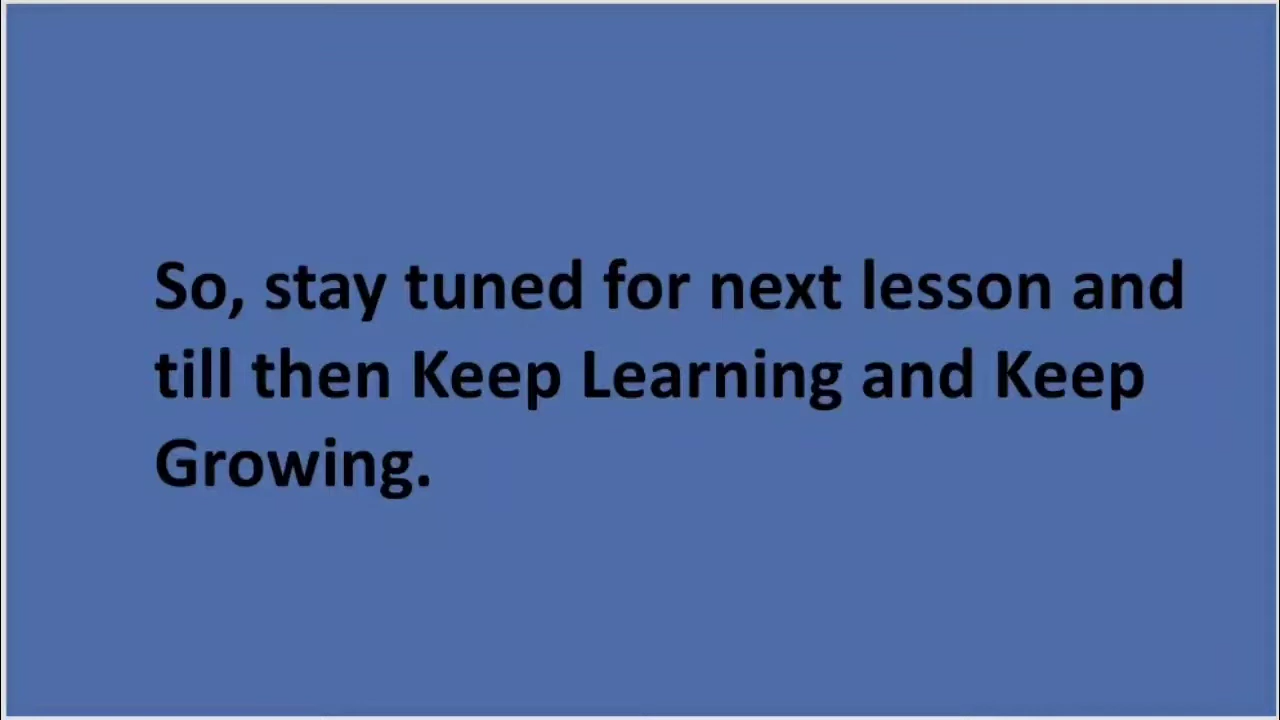 So, stay tuned for next lesson and
till then Keep Learning and Keep
Growing.